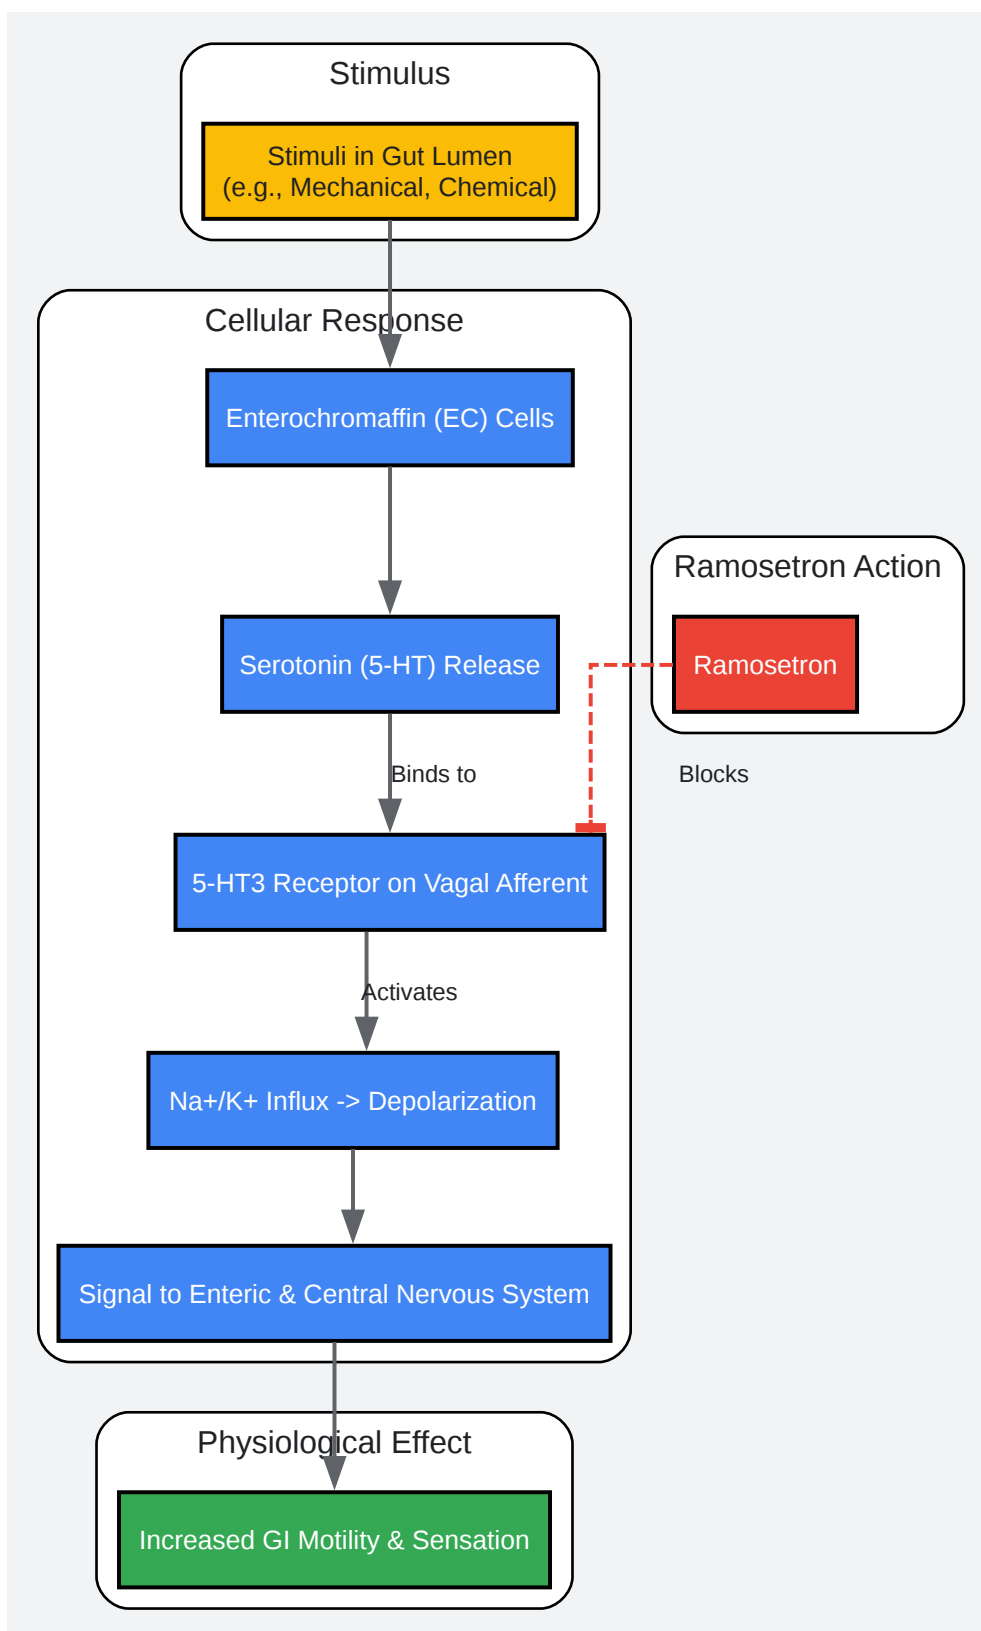 Stimulus
Stimuli in Gut Lumen
(e.g., Mechanical, Chemical)
Cellular Response
Enterochromaffin (EC) Cells
Ramosetron Action
Serotonin (5-HT) Release
Ramosetron
Binds to
Blocks
5-HT3 Receptor on Vagal Afferent
Activates
Na+/K+ Influx -> Depolarization
Signal to Enteric & Central Nervous System
Physiological Effect
Increased GI Motility & Sensation